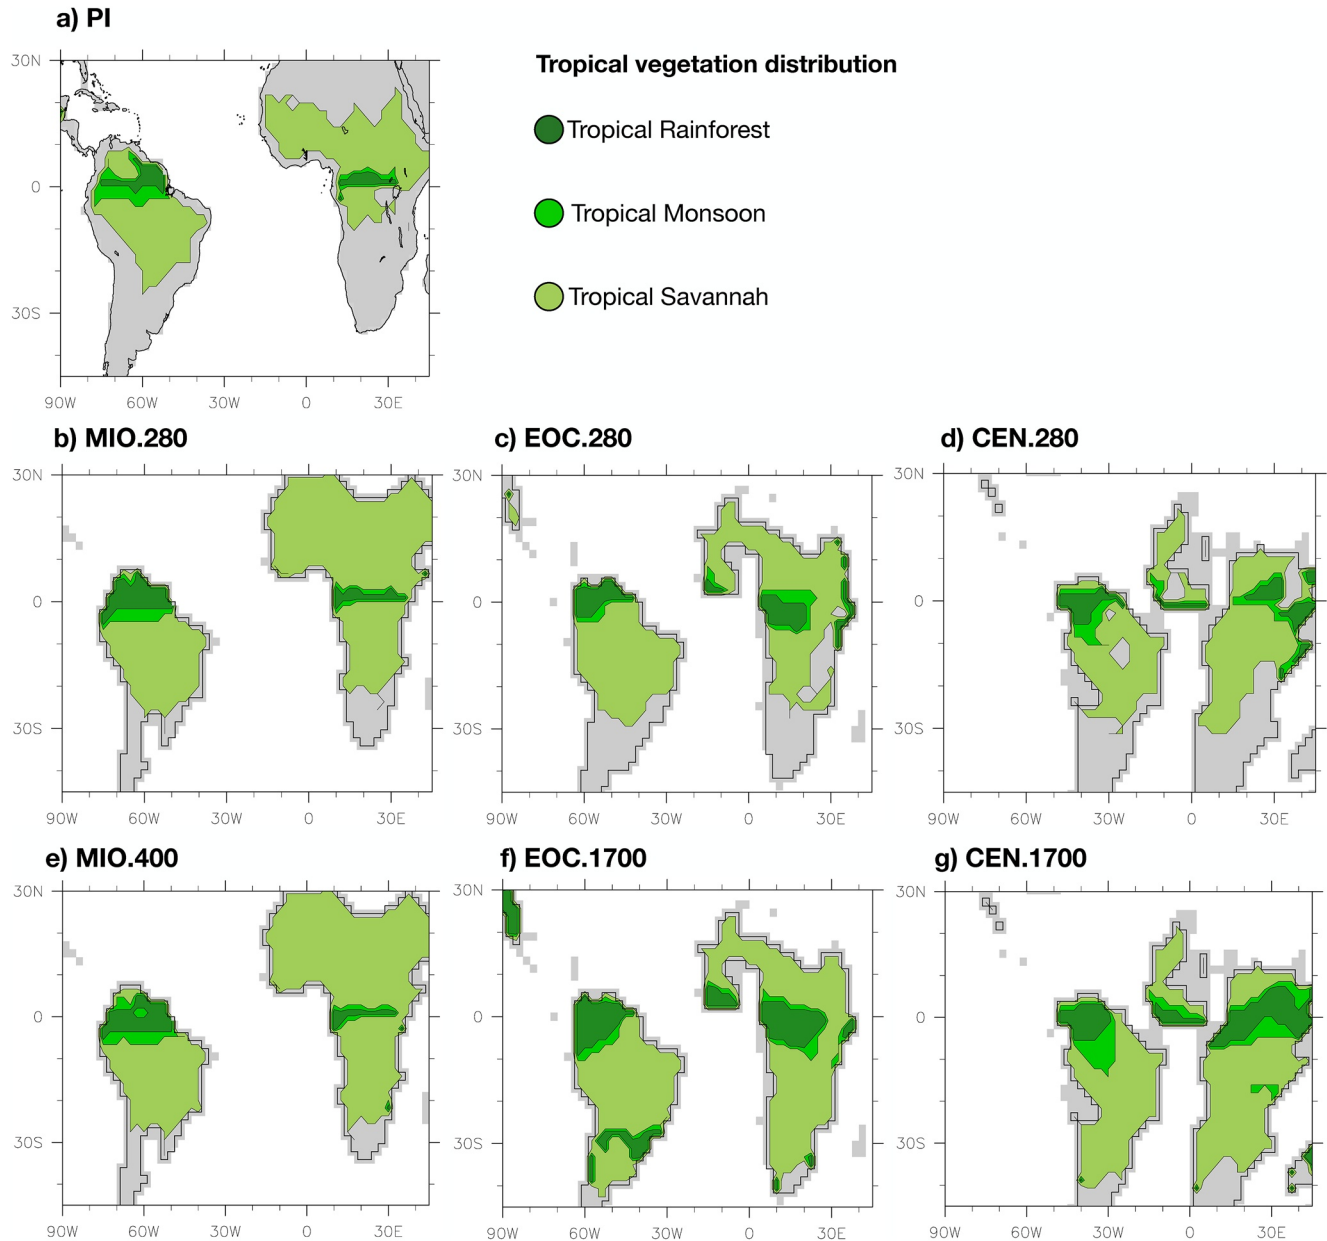 a) PI
30N
0
30S
90W 60W 30W 0 30E
Tropical vegetation distribution
Tropical Rainforest
Tropical Monsoon
Tropical Savannah
b) MIO.280
30N
0
30S
90W 60W 30W 0 30E
c) EOC.280
30N
0
30S
90W 60W 30W 0 30E
d) CEN.280
30N
0
30S
90W 60W 30W 0 30E
e) MIO.400
30N
0
30S
90W 60W 30W 0 30E
f) EOC.1700
30N
0
30S
90W 60W 30W 0 30E
g) CEN.1700
30N
0
30S
90W 60W 30W 0 30E